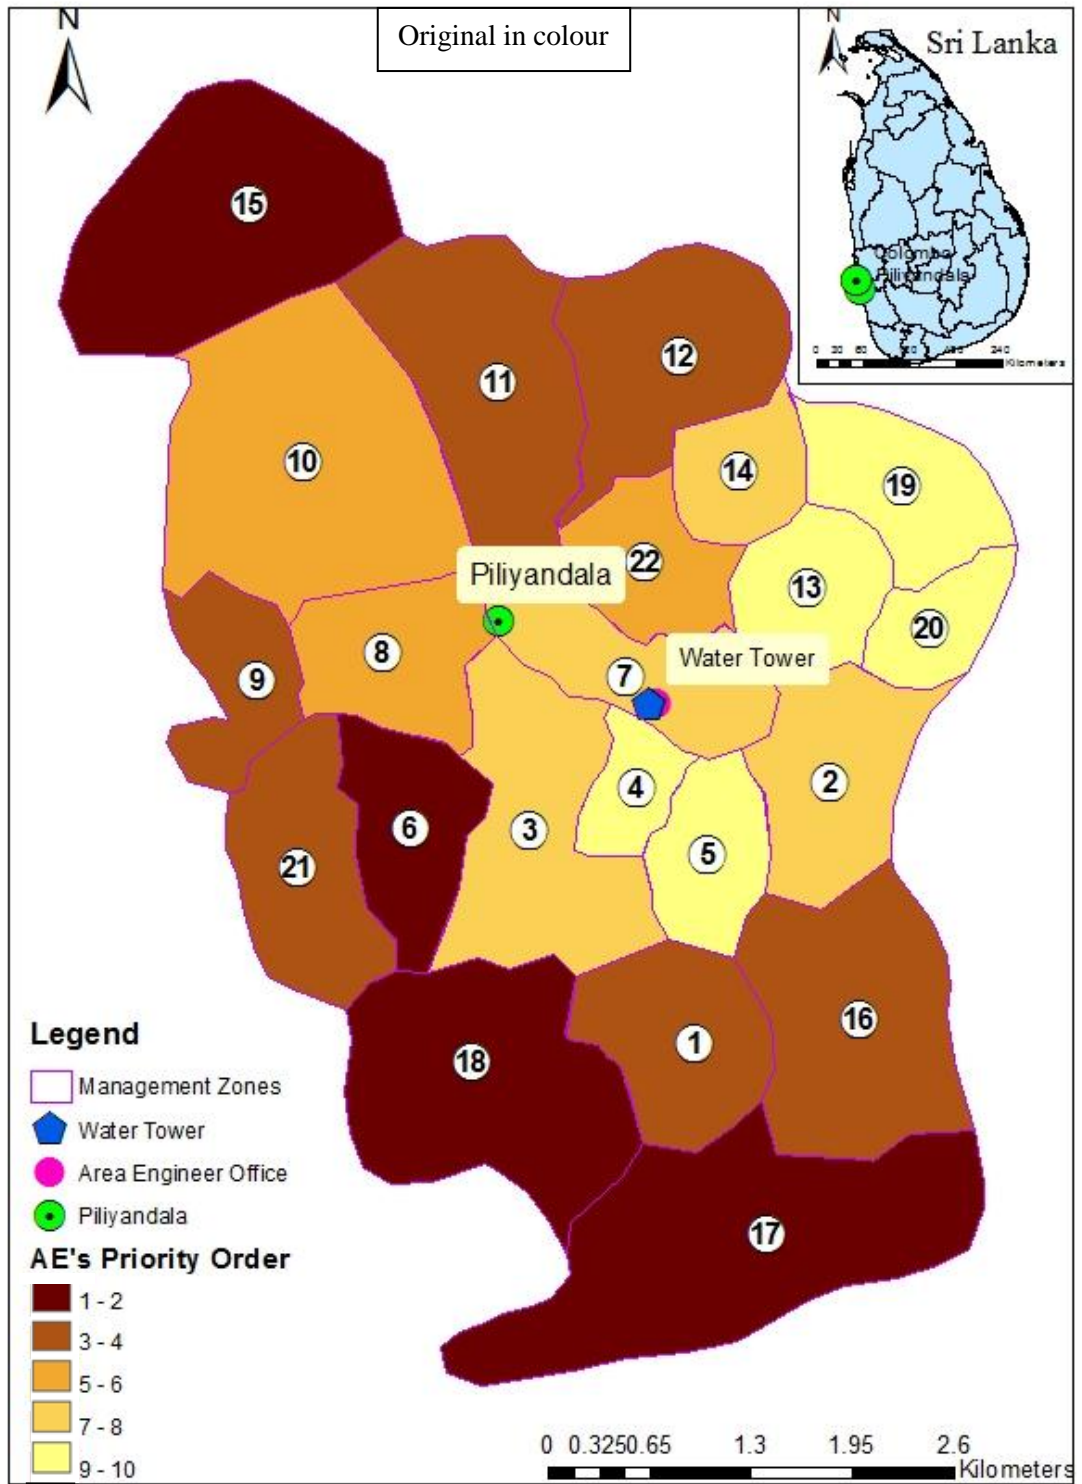 N
Original in colour
N
Sri Lanka
Colombo
Piliyandala
0 30 60 240
Kilometers
15
12
11
10
14
19
22
Piliyandala
13
20
8
Water Tower
7
9
2
4
3
6
5
21
16
1
18
17
Legend
Management Zones
Water Tower
Area Engineer Office
Piliyandala
AE's Priority Order
1 - 2
3 - 4
5 - 6
7 - 8
9 - 10
0 0.3250.65 1.3 1.95 2.6
Kilometers